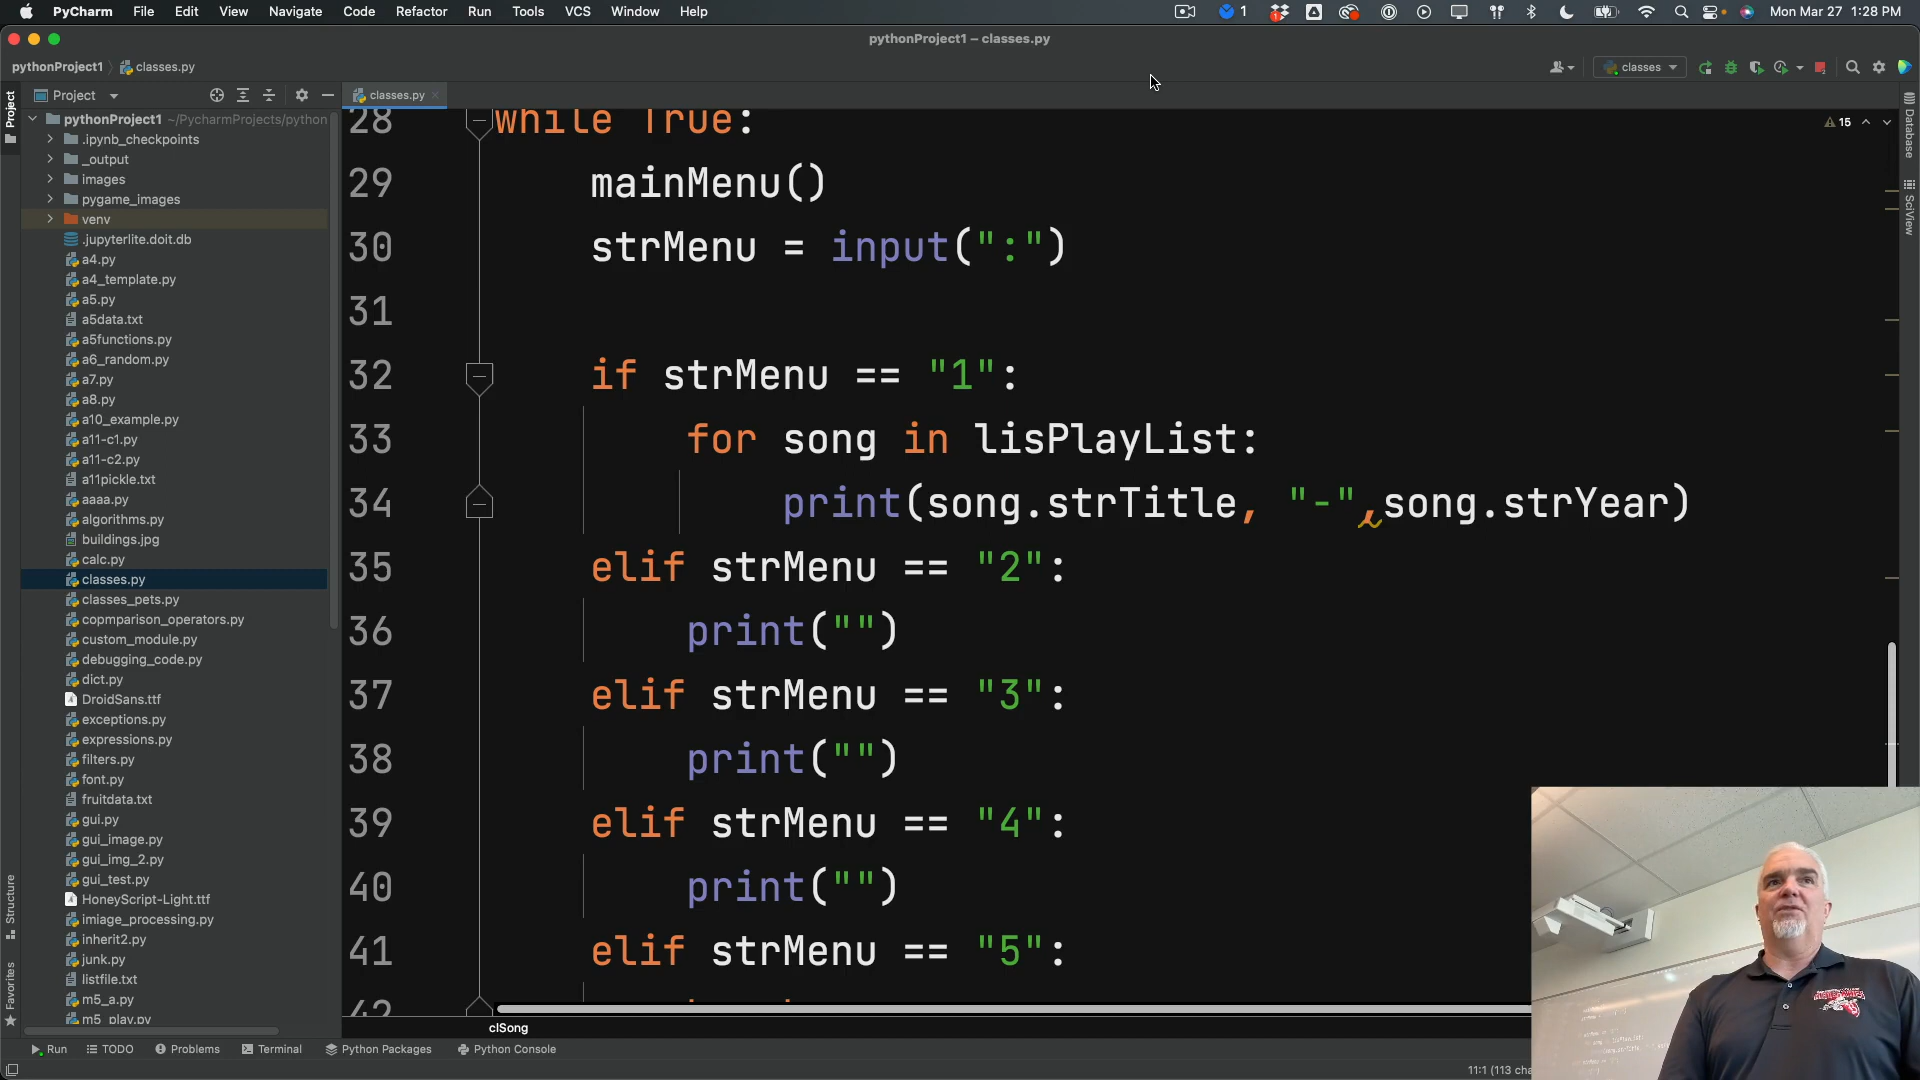 PyCharm File Edit View Navigate Code Refactor Run Tools VCS Window Help 1 Mon Mar 27 1:28 PM
pythonProject1 – classes.py
pythonProject1 classes.py classes
Project classes.py
Project
pythonProject1 ~/PycharmProjects/python
.ipynb_checkpoints
_output
images
pygame_images
venv
.jupyterlite.doit.db
a4.py
a4_template.py
a5.py
a5data.txt
a5functions.py
a6_random.py
a7.py
a8.py
a10_example.py
a11-c1.py
a11-c2.py
a11pickle.txt
aaaa.py
algorithms.py
buildings.jpg
calc.py
classes.py
classes_pets.py
copmparison_operators.py
custom_module.py
debugging_code.py
dict.py
DroidSans.ttf
exceptions.py
expressions.py
filters.py
font.py
fruitdata.txt
gui.py
gui_image.py
gui_img_2.py
gui_test.py
HoneyScript-Light.ttf
imiage_processing.py
inherit2.py
junk.py
listfile.txt
m5_a.py
m5_play.py
Structure
Favorites
28 while True:
29 mainMenu()
30 strMenu = input(":")
31
32 if strMenu == "1":
33 for song in lisPlayList:
34 print(song.strTitle, "-",song.strYear)
35 elif strMenu == "2":
36 print("")
37 elif strMenu == "3":
38 print("")
39 elif strMenu == "4":
40 print("")
41 elif strMenu == "5":
42
15
Database
SciView
clSong
Run TODO Problems Terminal Python Packages Python Console
11:1 (113 cha